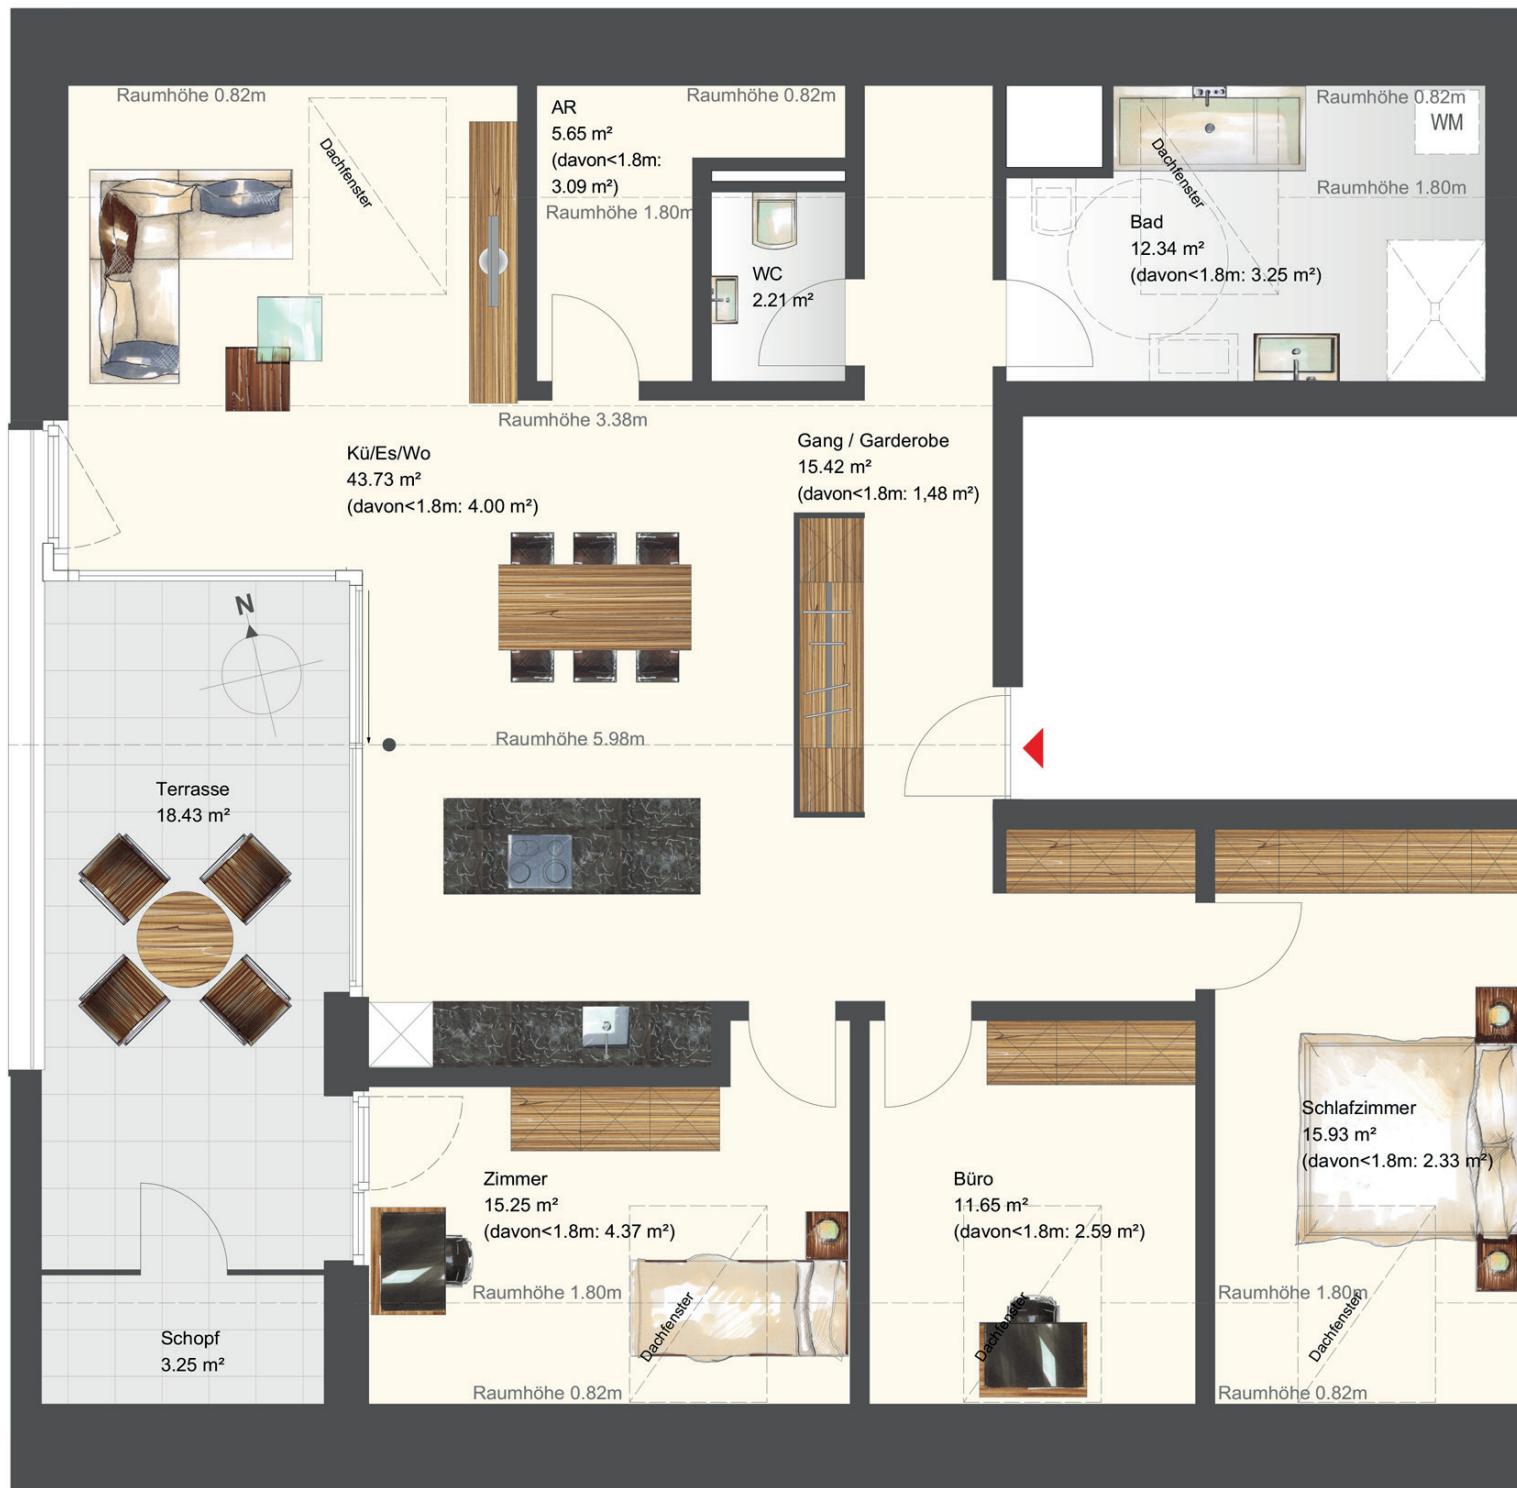 Raumhöhe 0.82m
AR
5.65 m²
(davon<1.8m:
3.09 m²)
Raumhöhe 0.82m
Raumhöhe 0.82m
WM
Dachfenster
Dachfenster
Raumhöhe 1.80m
Raumhöhe 1.80m
Bad
12.34 m²
(davon<1.8m: 3.25 m²)
WC
2.21 m²
Raumhöhe 3.38m
Kü/Es/Wo
43.73 m²
(davon<1.8m: 4.00 m²)
Gang / Garderobe
15.42 m²
(davon<1.8m: 1,48 m²)
N
Raumhöhe 5.98m
Terrasse
18.43 m²
Schlafzimmer
15.93 m²
(davon<1.8m: 2.33 m²)
Zimmer
15.25 m²
(davon<1.8m: 4.37 m²)
Büro
11.65 m²
(davon<1.8m: 2.59 m²)
Raumhöhe 1.80m
Raumhöhe 1.80m
Dachfenster
Dachfenster
Dachfenster
Schopf
3.25 m²
Raumhöhe 0.82m
Raumhöhe 0.82m